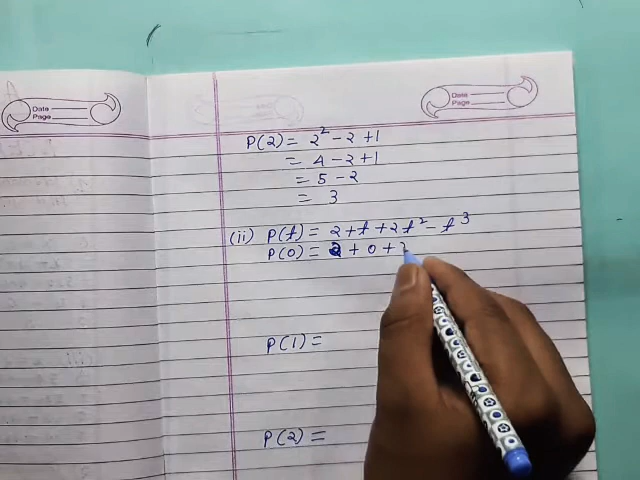 Date
Page
Date
Page
P(2) = 2² - 2 + 1
= 4 - 2 + 1
= 5 - 2
= 3
(ii) P(t) = 2 + t + 2t² - t³
P(0) = 2 + 0 + 2
P(1) =
P(2) =